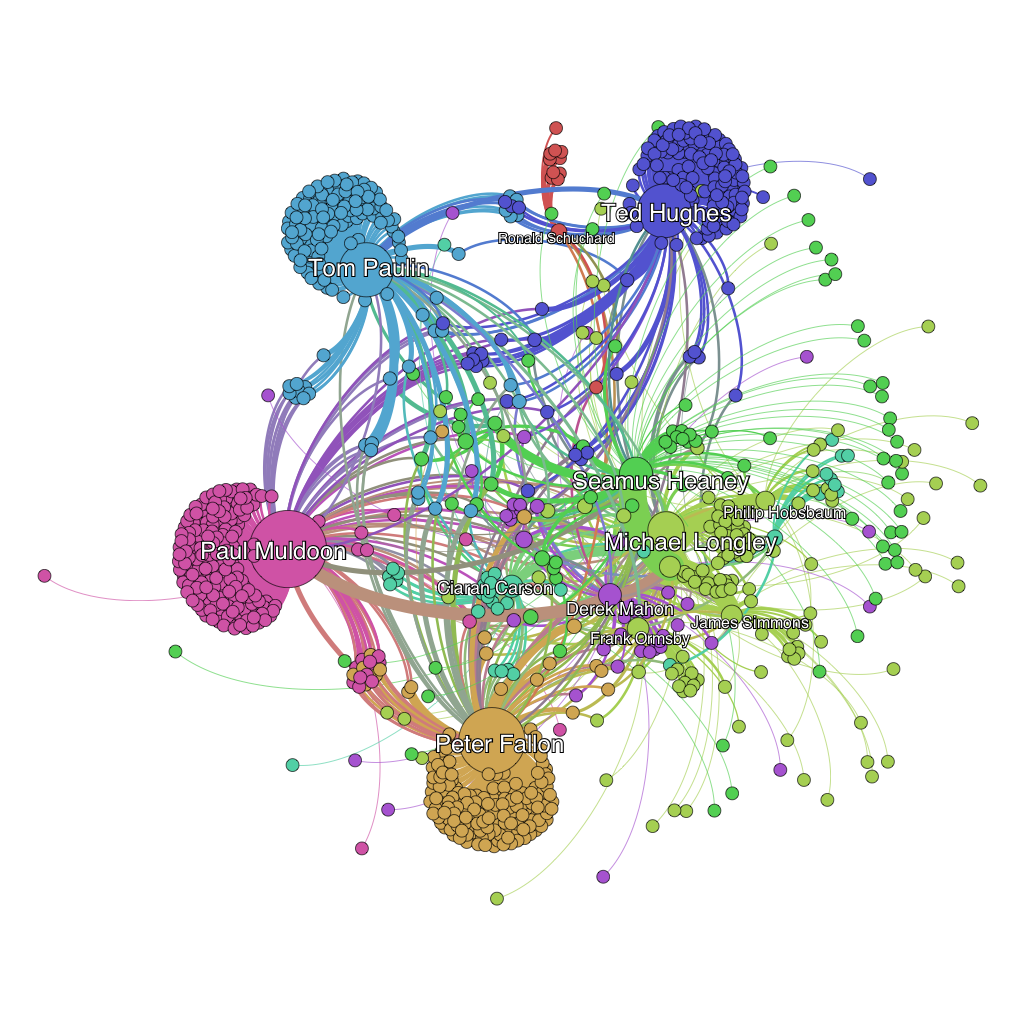 Ted Hughes
Ronald Schuchard
Tom Paulin
Seamus Heaney
Philip Hobsbaum
Michael Longley
Paul Muldoon
Ciaran Carson
Derek Mahon
James Simmons
Frank Ormsby
Peter Fallon